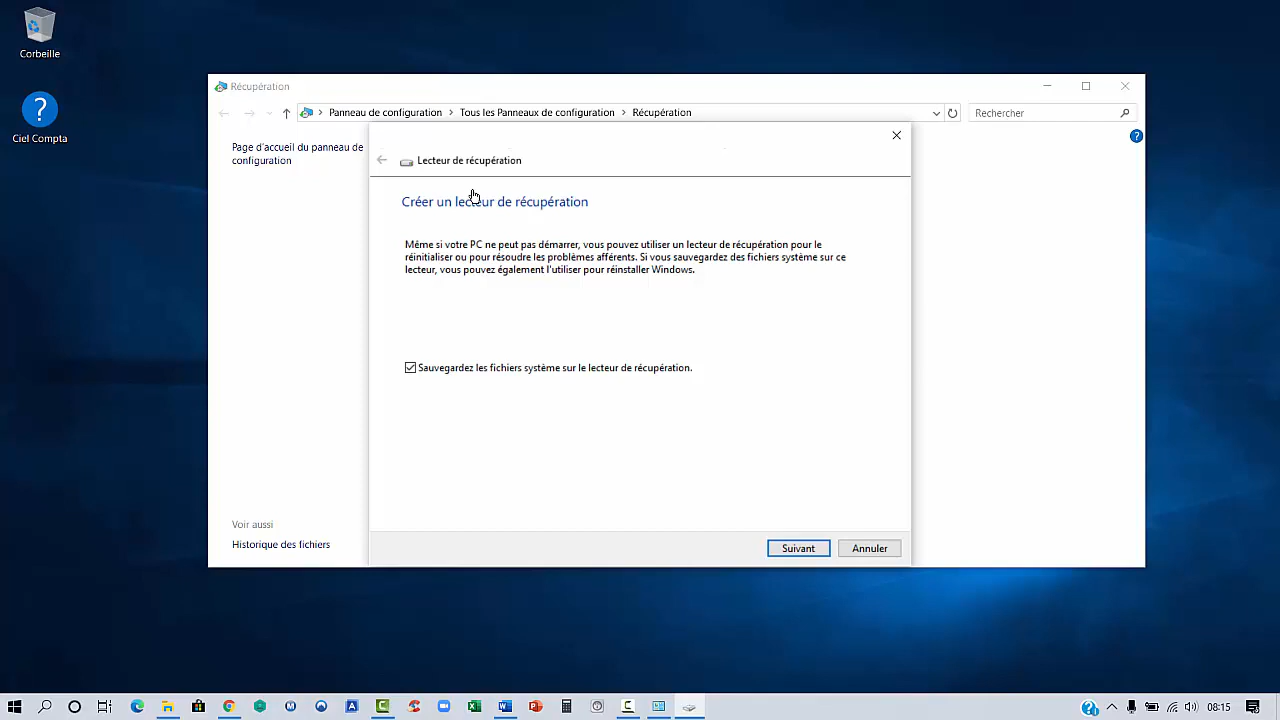 Corbeille
Ciel Compta
Récupération
Panneau de configuration > Tous les Panneaux de configuration > Récupération
Rechercher
Page d'accueil du panneau de
configuration
Lecteur de récupération
Créer un lecteur de récupération
Même si votre PC ne peut pas démarrer, vous pouvez utiliser un lecteur de récupération pour le
réinitialiser ou pour résoudre les problèmes afférents. Si vous sauvegardez des fichiers système sur ce
lecteur, vous pouvez également l'utiliser pour réinstaller Windows.
Sauvegardez les fichiers système sur le lecteur de récupération.
Voir aussi
Historique des fichiers
Suivant
Annuler
08:15